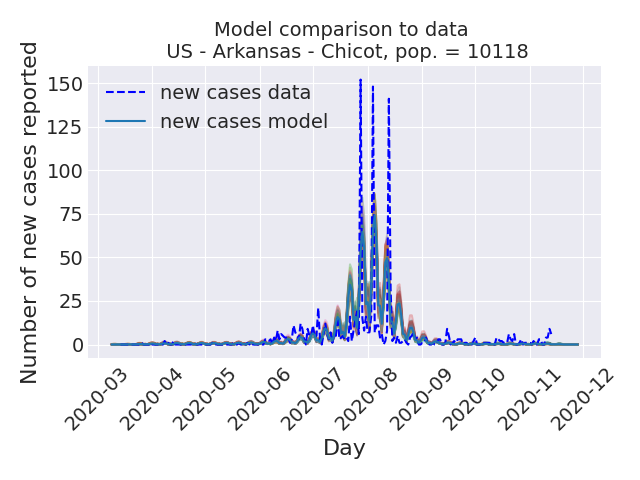 Model comparison to data
US - Arkansas - Chicot, pop. = 10118
Number of new cases reported
150
125
100
75
50
25
0
new cases data
new cases model
2020-03
2020-04
2020-05
2020-06
2020-07
2020-08
2020-09
2020-10
2020-11
2020-12
Day